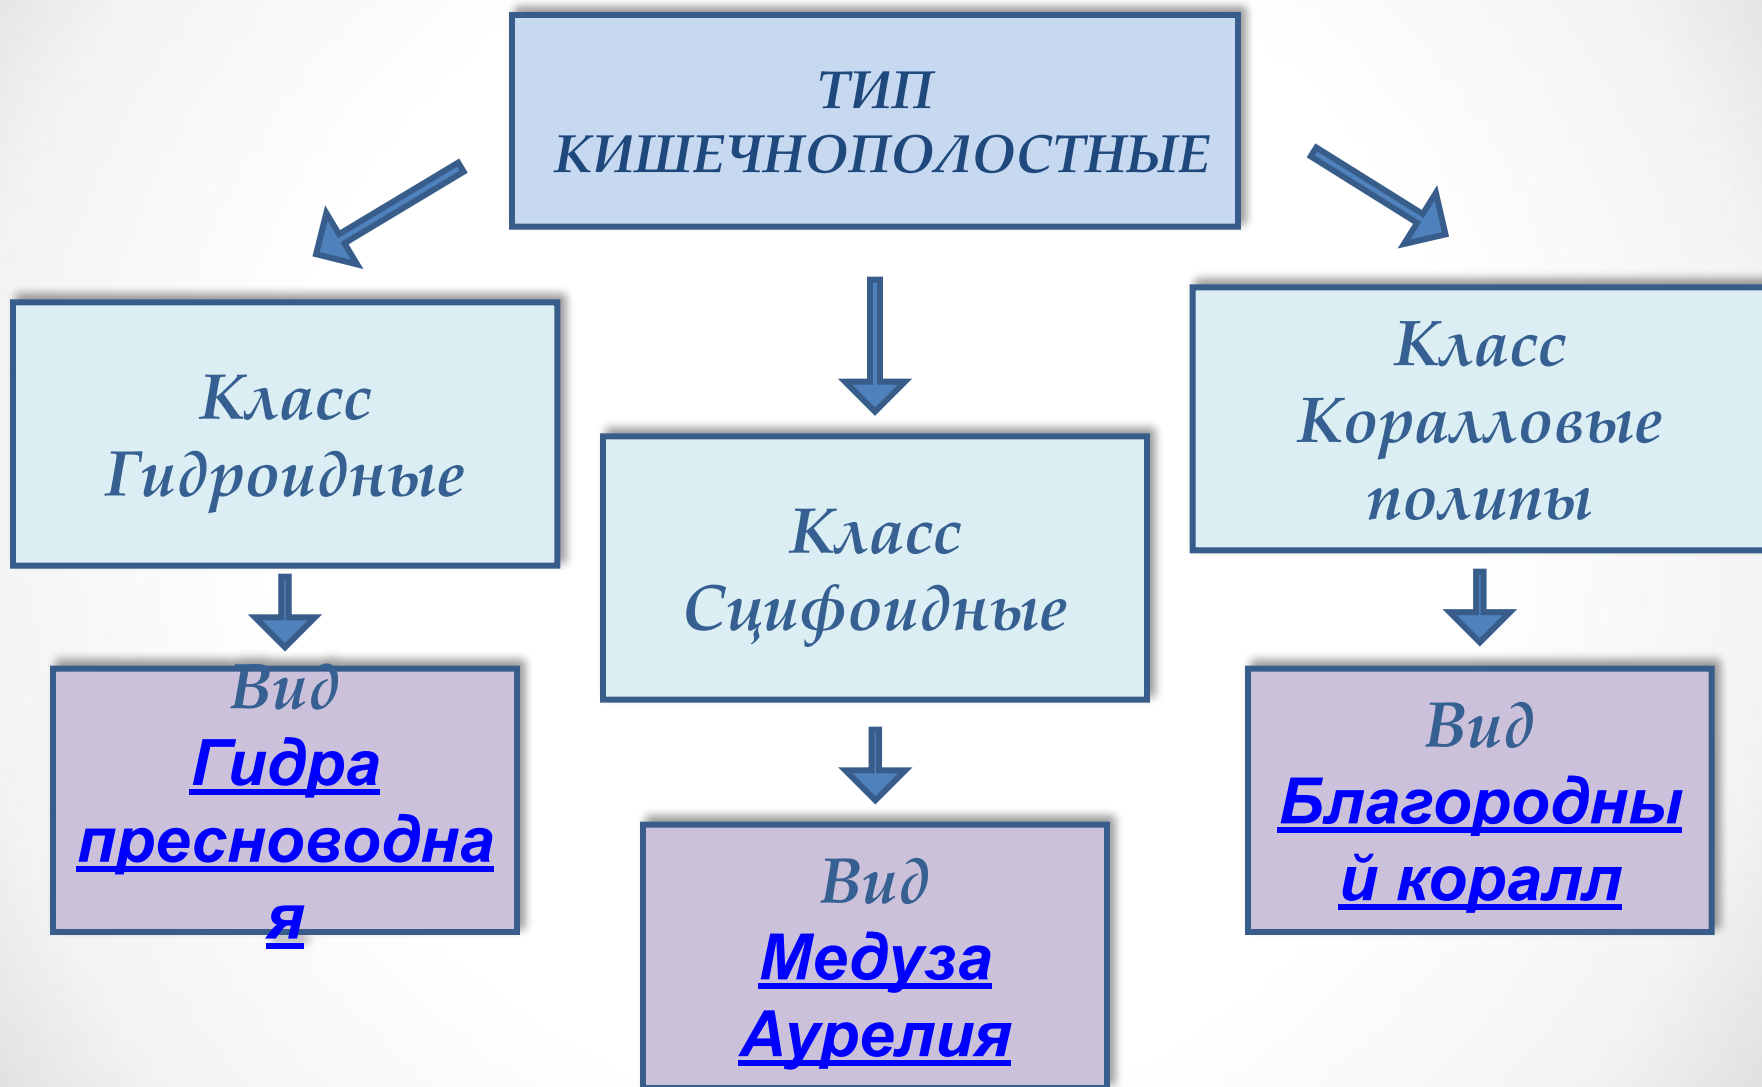 ТИП
КИШЕЧНОПОЛОСТНЫЕ
Класс
Гидроидные
Класс
Сцифоидные
Класс
Коралловые
полипы
Вид
Гидра
пресноводна
я
Вид
Медуза
Аурелия
Вид
Благородны
й коралл